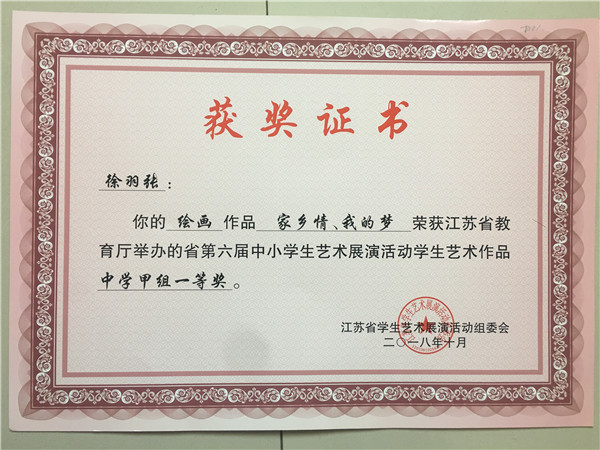 获奖证书
徐羽张：
你的 绘画 作品 家乡情、我的梦 荣获江苏省教
育厅举办的省第六届中小学生艺术展演活动学生艺术作品
中学甲组一等奖。
江苏省学生艺术展演活动组委会
二〇一八年十月